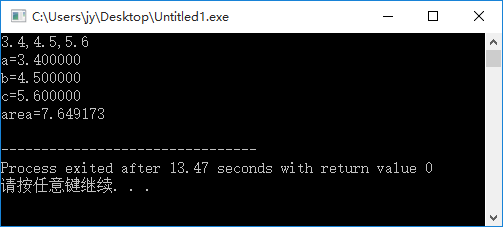 C:\Users\jy\Desktop\Untitled1.exe
3.4,4.5,5.6
a=3.400000
b=4.500000
c=5.600000
area=7.649173
--------------------------------
Process exited after 13.47 seconds with return value 0
请按任意键继续. . .